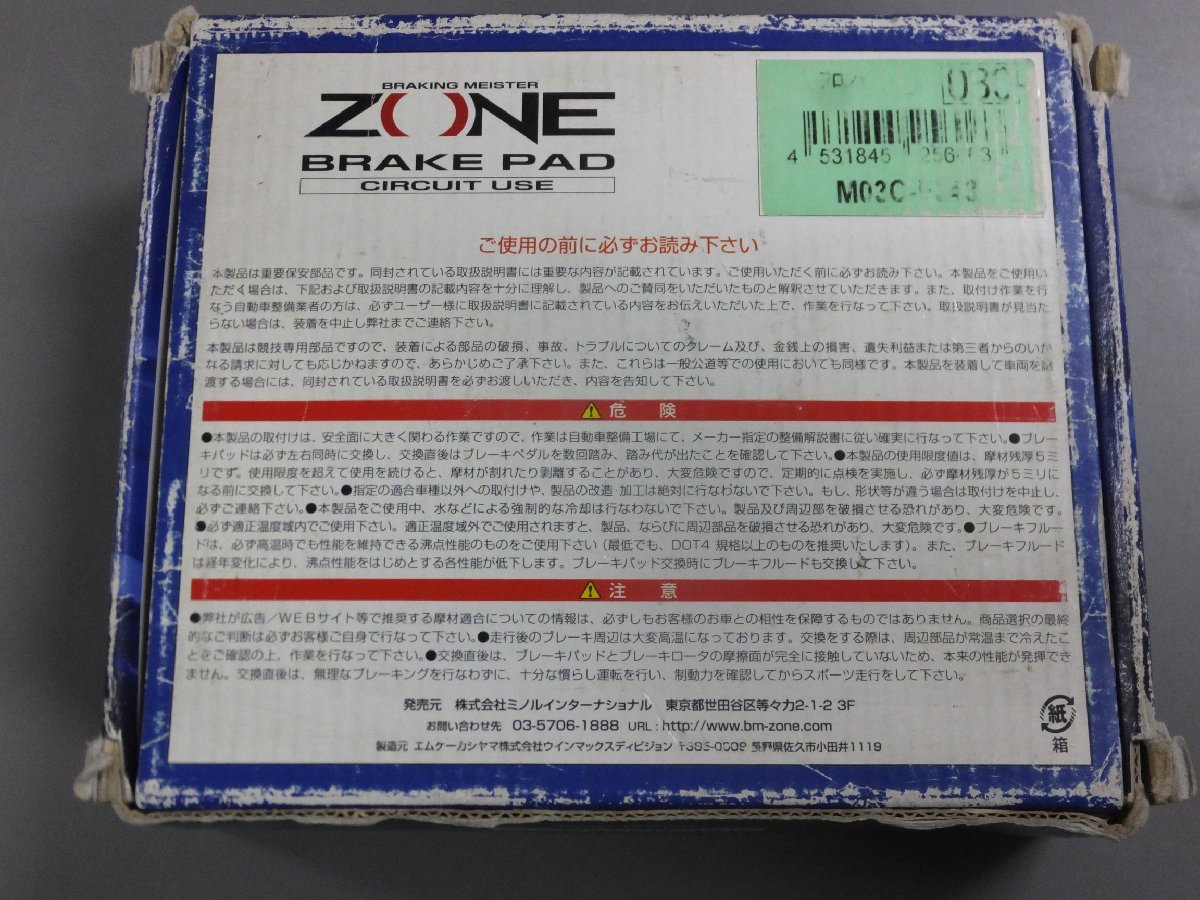 BRAKING MEISTER
ZONE
BRAKE PAD
CIRCUIT USE
03C
4 531845
M03C
ご使用の前に必ずお読み下さい
本製品は重要保安部品です。同封されている取扱説明書には重要な内容が記載されています。ご使用いただく前に必ずお読み下さい。本製品をご使用い
ただく場合は、下記および取扱説明書の記載内容を十分に理解し、製品へのご賛同をいただいたものと解釈させていただきます。また、取付け作業を行
なう自動車整備業者の方は、必ずユーザー様に取扱説明書に記載されている内容をお伝えいただいた上で、作業を行なって下さい。取扱説明書が見当た
らない場合は、装着を中止し弊社までご連絡下さい。
本製品は競技専用部品ですので、装着による部品の破損、事故、トラブルについてのクレーム及び、金銭上の損害、遺失利益または第三者からのいか
なる請求に対しても応じかねますので、あらかじめご了承下さい。また、これらは一般公道等での使用においても同様です。本製品を装着して車両を譲
渡する場合には、同封されている取扱説明書を必ずお渡しいただき、内容を告知して下さい。
危険
●本製品の取付けは、安全面に大きく関わる作業ですので、作業は自動車整備工場にて、メーカー指定の整備解説書に従い確実に行なって下さい。●ブレー
キパッドは必ず左右同時に交換し、交換直後はブレーキペダルを数回踏み、踏み代が出たことを確認して下さい。●本製品の使用限度値は、摩材残厚5ミ
リです。使用限度を超えて使用を続けると、摩材が割れたり剥離することがあり、大変危険ですので、定期的に点検を実施し、必ず摩材残厚が5ミリに
なる前に交換して下さい。●指定の適合車種以外への取付けや、製品の改造・加工は絶対に行なわないで下さい。もし、形状等が違う場合は取付けを中止し、
必ずご連絡下さい。●本製品をご使用中、水などによる強制的な冷却は行なわないで下さい。製品及び周辺部を破損させる恐れがあり、大変危険です。
●必ず適正温度域内でご使用下さい。適正温度域外でご使用されますと、製品、ならびに周辺部品を破損させる恐れがあり、大変危険です。●ブレーキフルー
ドは、必ず高温時でも性能を維持できる沸点性能のものをご使用下さい（最低でも、DOT4 規格以上のものを推奨いたします）。また、ブレーキフルード
は経年変化により、沸点性能をはじめとする各性能が低下します。ブレーキパッド交換時にブレーキフルードも交換して下さい。
注意
●弊社が広告／WEBサイト等で推奨する摩材適合についての情報は、必ずしもお客様のお車との相性を保障するものではありません。商品選択の最終
的なご判断は必ずお客様ご自身で行なって下さい。●走行後のブレーキ周辺は大変高温になっております。交換をする際は、周辺部品が常温まで冷えたこ
とをご確認の上、作業を行なって下さい。●交換直後は、ブレーキパッドとブレーキロータの摩擦面が完全に接触していないため、本来の性能が発揮でき
ません。交換直後は、無理なブレーキングを行なわずに、十分な慣らし運転を行い、制動力を確認してからスポーツ走行をして下さい。
発売元 株式会社ミノルインターナショナル 東京都世田谷区等々力2-1-2 3F
お問い合わせ先 03-5706-1888 URL：http://www.bm-zone.com
製造元 エムケーカシヤマ株式会社ウインマックスディビジョン 長野県佐久市小田井1119
紙
箱